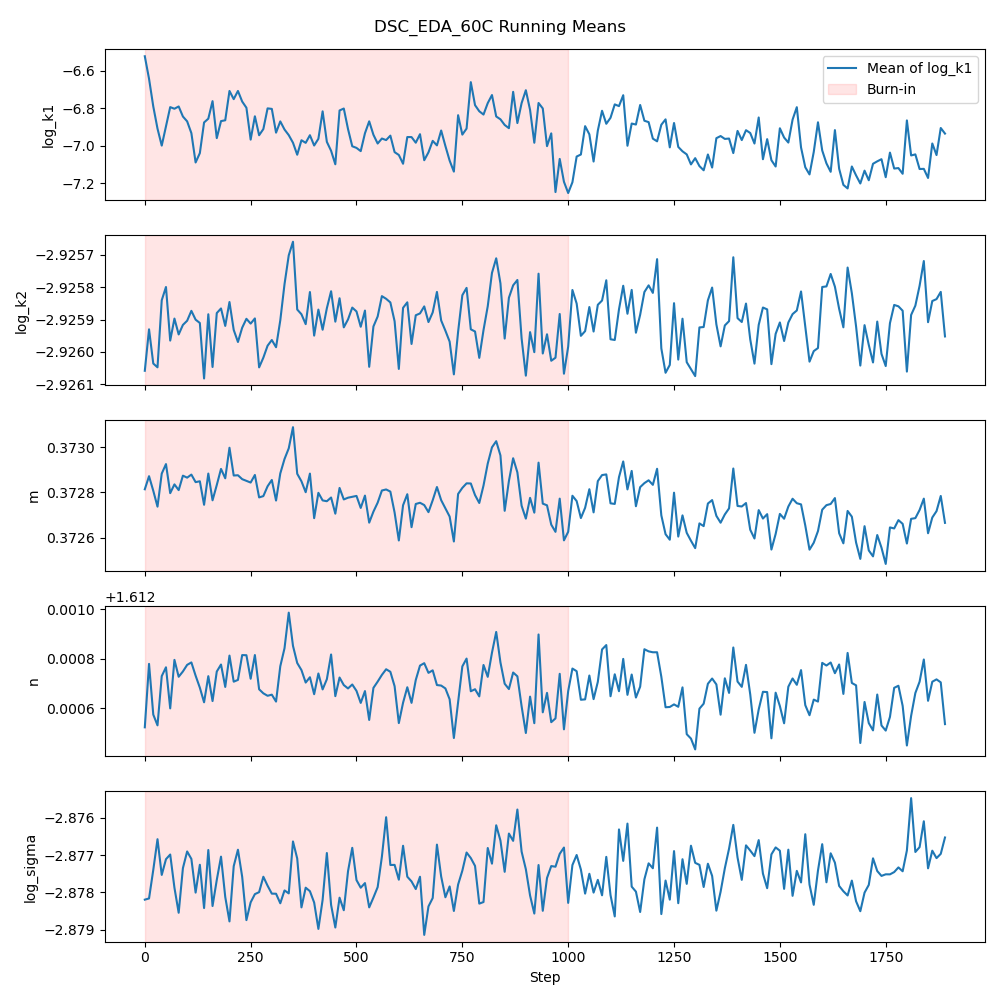 DSC_EDA_60C Running Means
−6.6
−6.8
−7.0
−7.2
log_k1
Mean of log_k1
Burn-in
−2.9257
−2.9258
−2.9259
−2.9260
−2.9261
log_k2
0.3730
0.3728
0.3726
m
+1.612
0.0010
0.0008
0.0006
n
−2.876
−2.877
−2.878
−2.879
log_sigma
0 250 500 750 1000 1250 1500 1750
Step